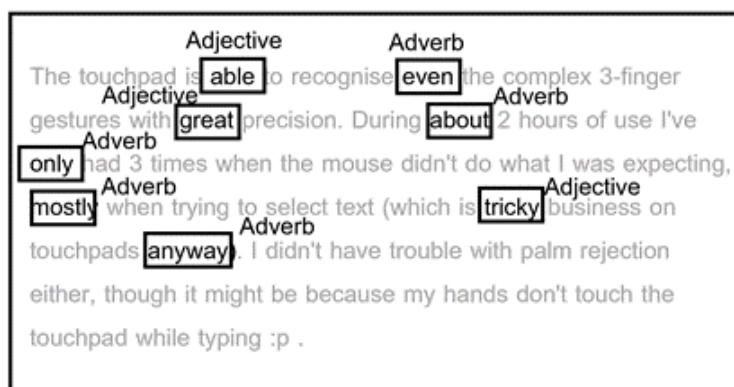 Adjective Adverb
The touchpad is able to recognise even the complex 3-finger
Adjective Adverb
gestures with great precision. During about 2 hours of use I've
Adverb
only had 3 times when the mouse didn't do what I was expecting,
Adverb Adjective
mostly when trying to select text (which is tricky business on
Adverb
touchpads anyway). I didn't have trouble with palm rejection
either, though it might be because my hands don't touch the
touchpad while typing :p .